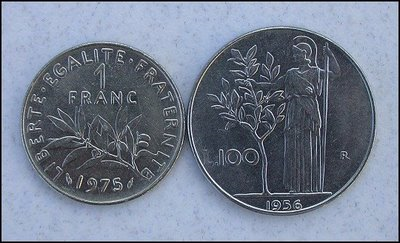 LIBERTE·EGALITE·FRATERNITE
1
FRANC
1975
L.100
R
1956